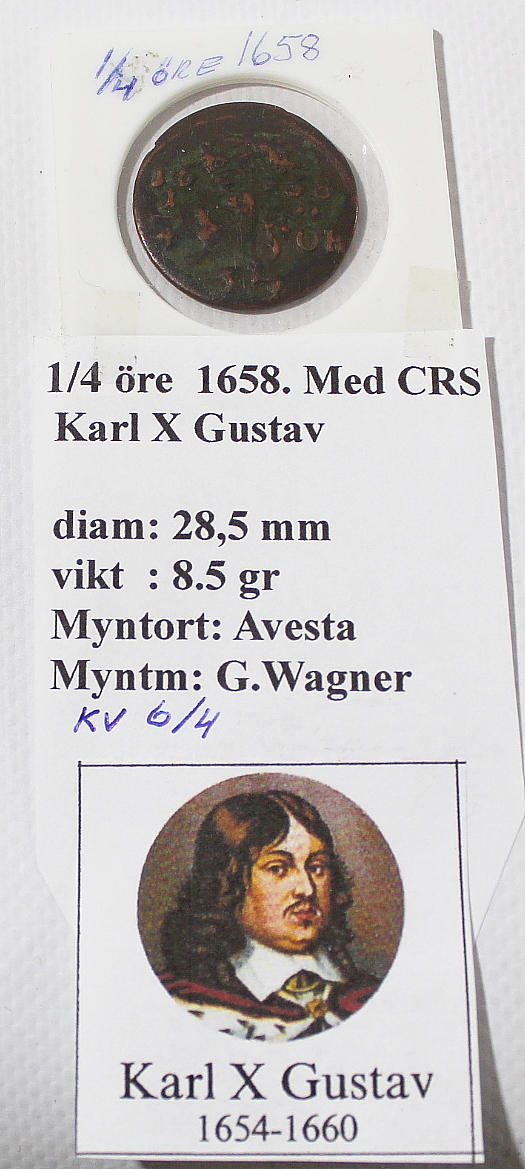 1/4 ÖRE 1658
1/4 öre 1658. Med CRS
Karl X Gustav
diam: 28,5 mm
vikt : 8.5 gr
Myntort: Avesta
Myntm: G.Wagner
KV 6/4
Karl X Gustav
1654-1660